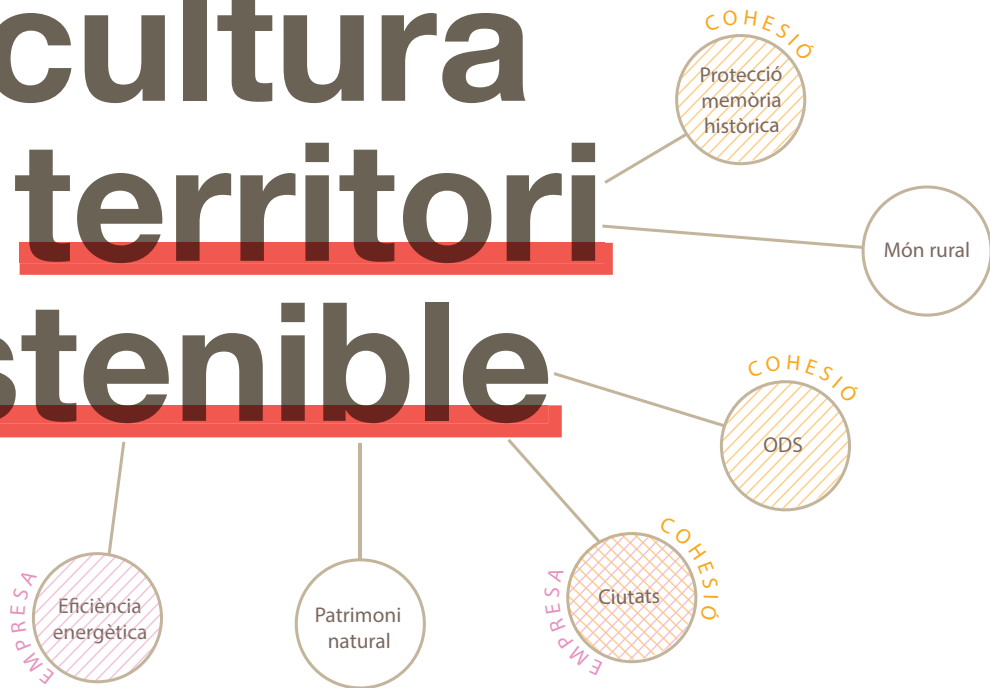 cultura
territori
stenible
COHESIÓ
Protecció
memòria
històrica
Món rural
COHESIÓ
ODS
EMPRESA
Eficiència
energètica
Patrimoni
natural
COHESIÓ
EMPRESA
Ciutats